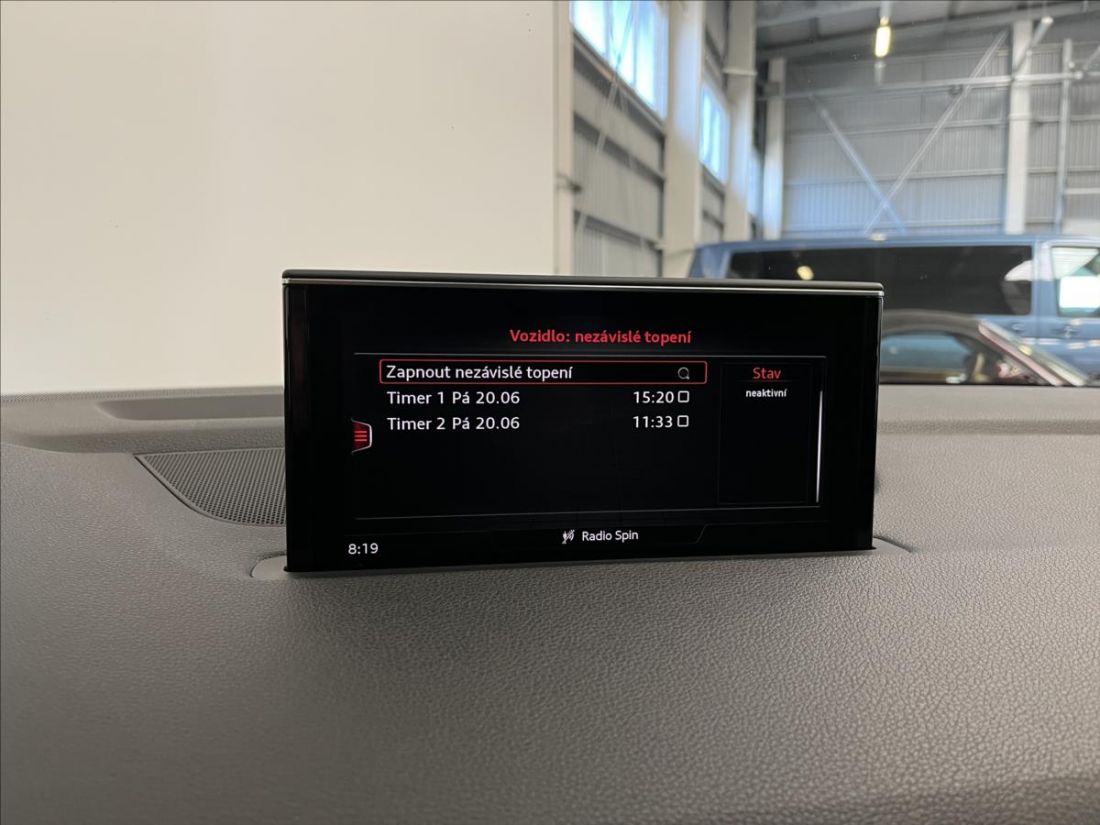 Vozidlo: nezávislé topení
Zapnout nezávislé topení
Timer 1 Pá 20.06 15:20
Timer 2 Pá 20.06 11:33
Stav
neaktivní
8:19
Radio Spin